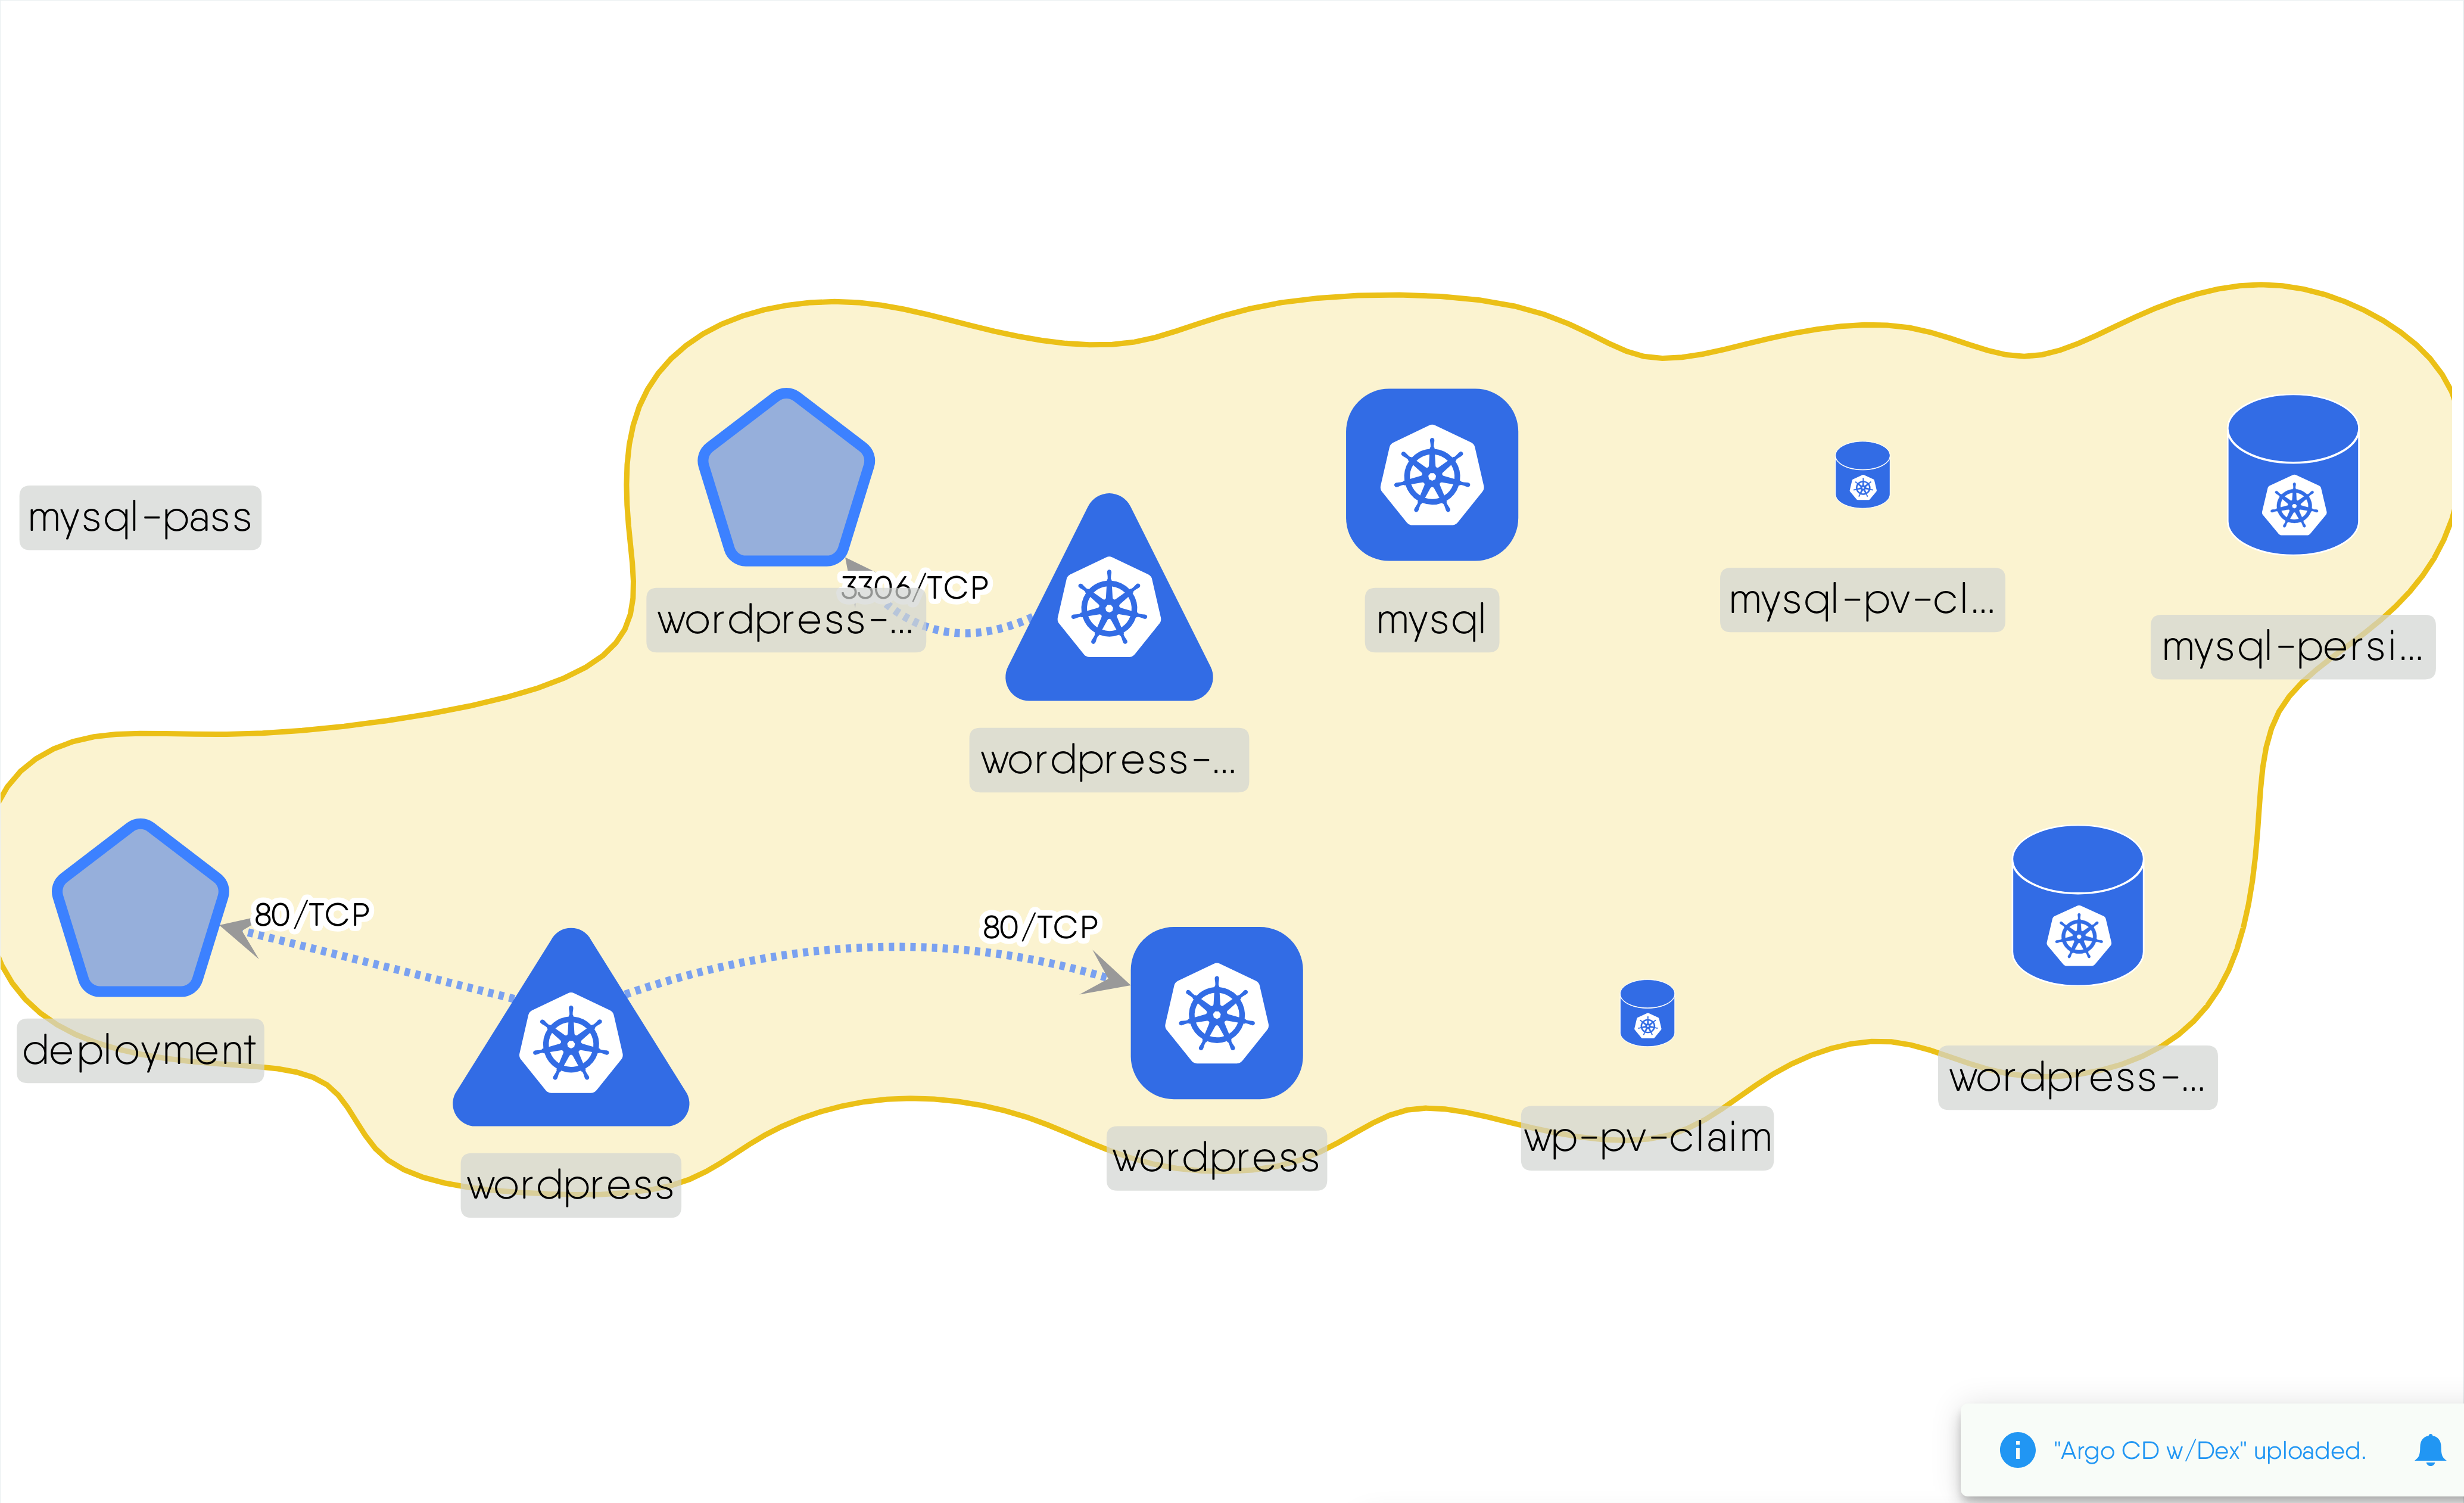 mysql-pass
3306/TCP
wordpress-...
wordpress-...
mysql
mysql-pv-cl...
mysql-persi...
80/TCP
80/TCP
deployment
wordpress
wordpress
wp-pv-claim
wordpress-...
"Argo CD w/Dex" uploaded.